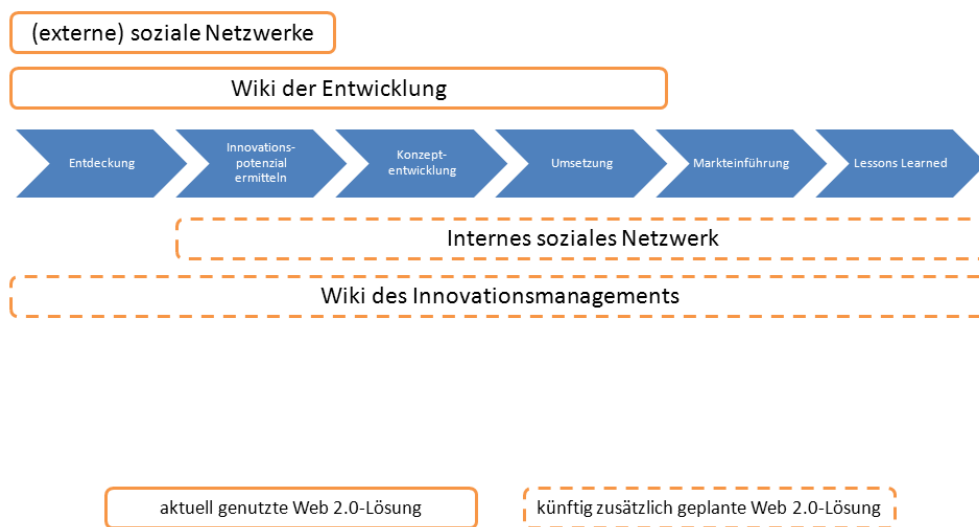 (externe) soziale Netzwerke
Wiki der Entwicklung
Entdeckung
Innovations-
potenzial
ermitteln
Konzept-
entwicklung
Umsetzung
Markteinführung
Lessons Learned
Internes soziales Netzwerk
Wiki des Innovationsmanagements
aktuell genutzte Web 2.0-Lösung
künftig zusätzlich geplante Web 2.0-Lösung